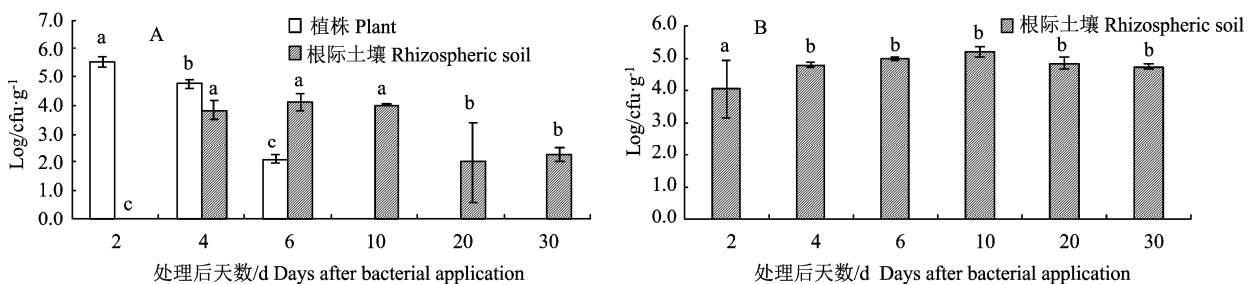 7.0
6.0
5.0
4.0
3.0
2.0
1.0
0.0
Log/cfu·g⁻¹
A
植株 Plant
根际土壤 Rhizospheric soil
a
c
b
a
c
a
a
b
b
2 4 6 10 20 30
处理后天数/d Days after bacterial application
6.0
5.0
4.0
3.0
2.0
1.0
0.0
Log/cfu·g⁻¹
B
根际土壤 Rhizospheric soil
a b b b b b
2 4 6 10 20 30
处理后天数/d Days after bacterial application